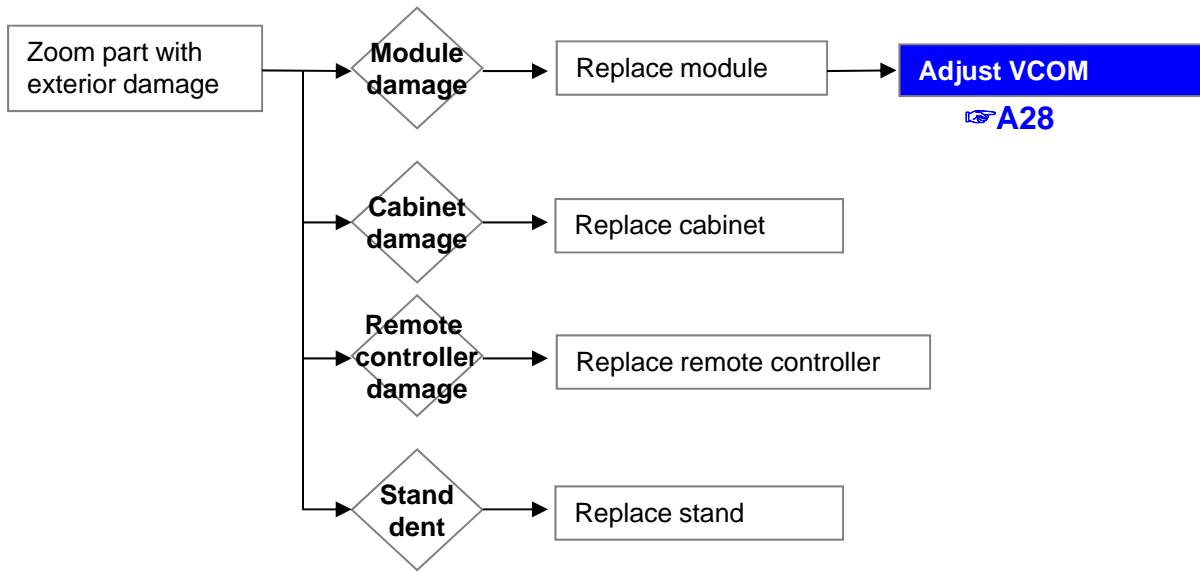 Zoom part with
exterior damage
Module
damage
Replace module
Adjust VCOM
☞A28
Cabinet
damage
Replace cabinet
Remote
controller
damage
Replace remote controller
Stand
dent
Replace stand